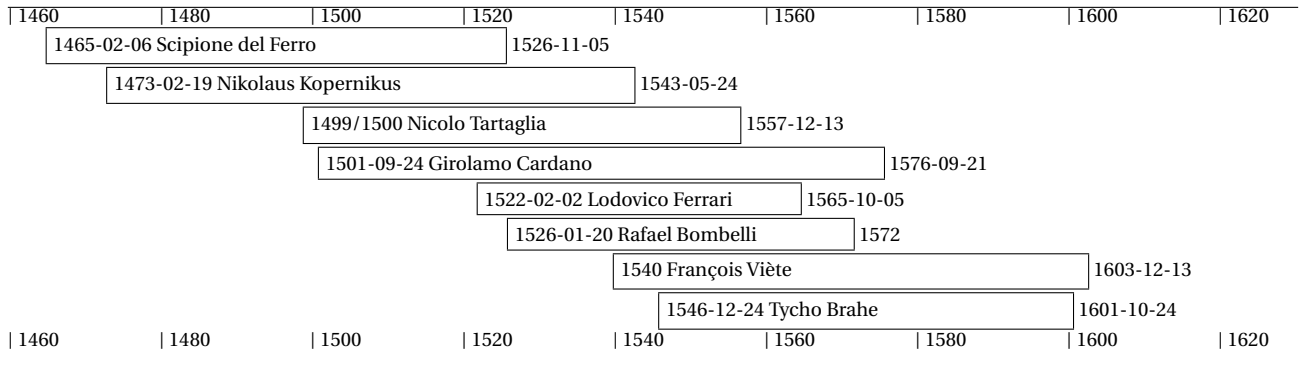 | 1460 | 1480 | 1500 | 1520 | 1540 | 1560 | 1580 | 1600 | 1620
1465-02-06 Scipione del Ferro 1526-11-05
1473-02-19 Nikolaus Kopernikus 1543-05-24
1499/1500 Nicolo Tartaglia 1557-12-13
1501-09-24 Girolamo Cardano 1576-09-21
1522-02-02 Lodovico Ferrari 1565-10-05
1526-01-20 Rafael Bombelli 1572
1540 François Viète 1603-12-13
1546-12-24 Tycho Brahe 1601-10-24
| 1460 | 1480 | 1500 | 1520 | 1540 | 1560 | 1580 | 1600 | 1620